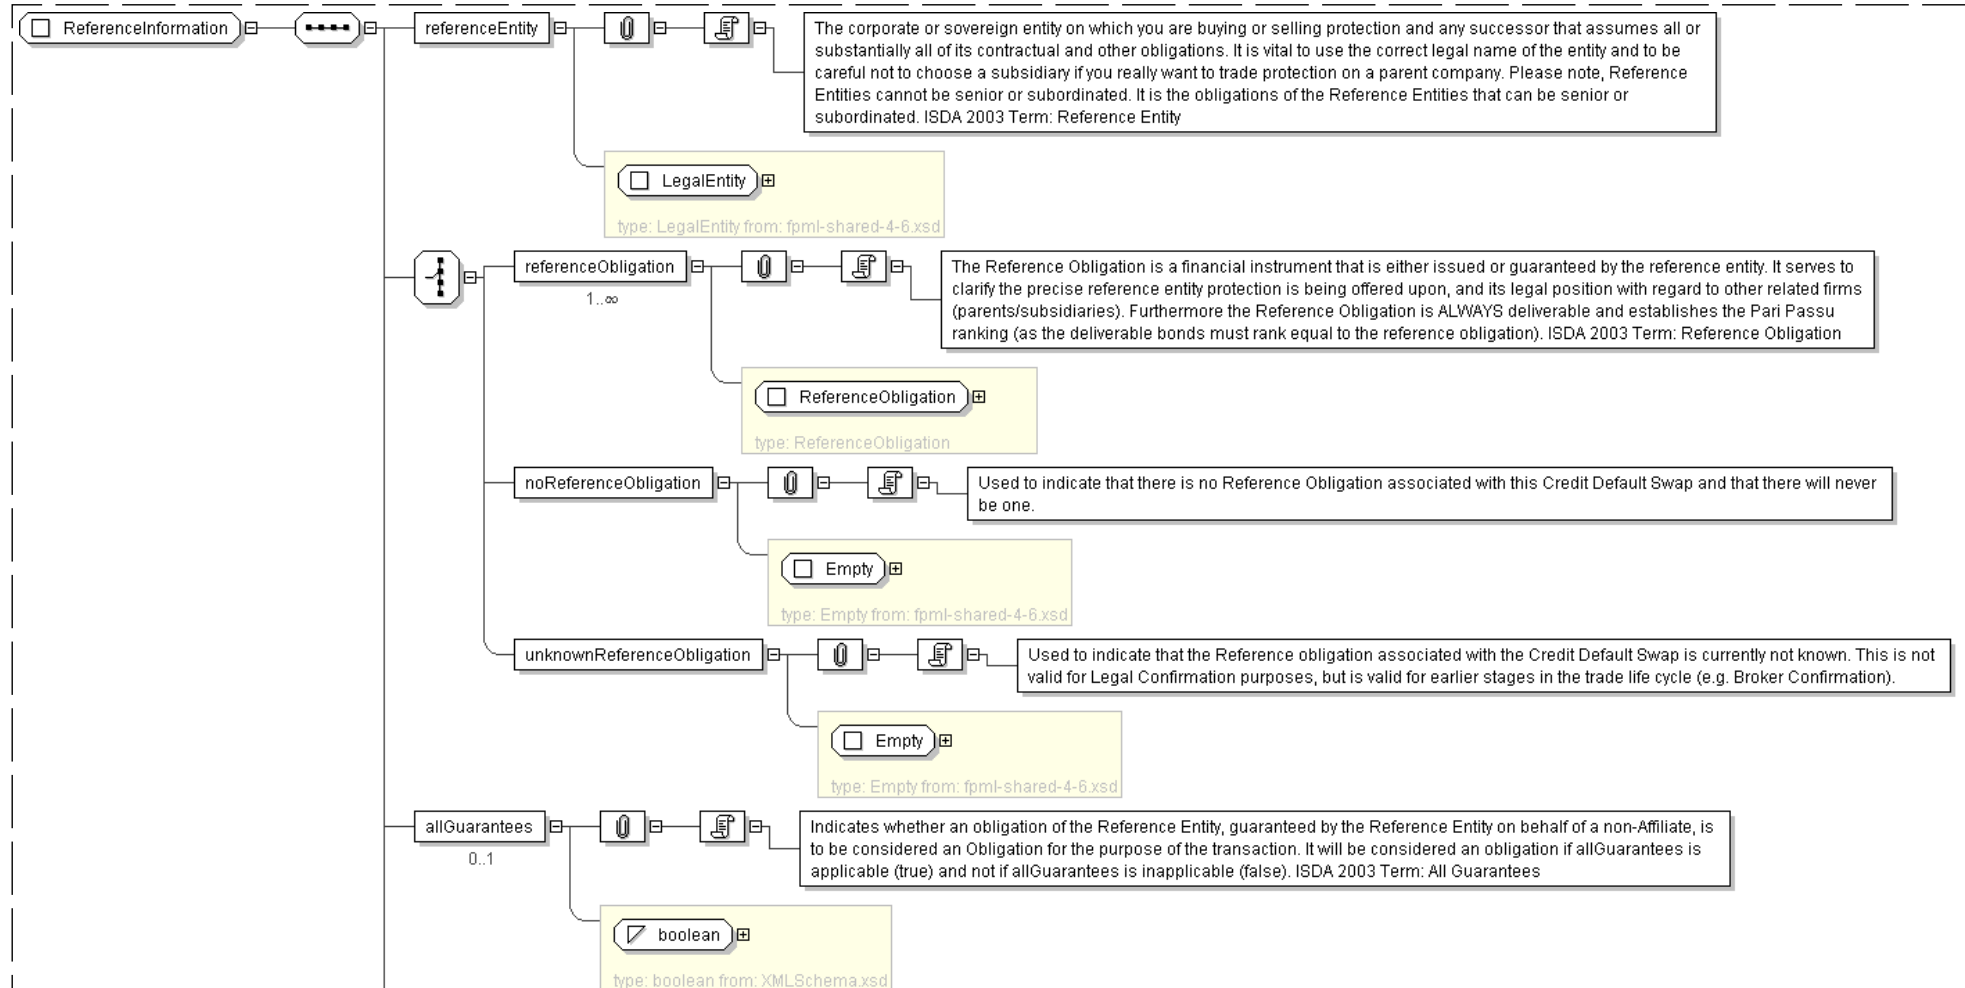 ReferenceInformation
referenceEntity
The corporate or sovereign entity on which you are buying or selling protection and any successor that assumes all or
substantially all of its contractual and other obligations. It is vital to use the correct legal name of the entity and to be
careful not to choose a subsidiary if you really want to trade protection on a parent company. Please note, Reference
Entities cannot be senior or subordinated. It is the obligations of the Reference Entities that can be senior or
subordinated. ISDA 2003 Term: Reference Entity
LegalEntity
type: LegalEntity from: fpml-shared-4-6.xsd
referenceObligation
1..∞
The Reference Obligation is a financial instrument that is either issued or guaranteed by the reference entity. It serves to
clarify the precise reference entity protection is being offered upon, and its legal position with regard to other related firms
(parents/subsidiaries). Furthermore the Reference Obligation is ALWAYS deliverable and establishes the Pari Passu
ranking (as the deliverable bonds must rank equal to the reference obligation). ISDA 2003 Term: Reference Obligation
ReferenceObligation
type: ReferenceObligation
noReferenceObligation
Used to indicate that there is no Reference Obligation associated with this Credit Default Swap and that there will never
be one.
Empty
type: Empty from: fpml-shared-4-6.xsd
unknownReferenceObligation
Used to indicate that the Reference obligation associated with the Credit Default Swap is currently not known. This is not
valid for Legal Confirmation purposes, but is valid for earlier stages in the trade life cycle (e.g. Broker Confirmation).
Empty
type: Empty from: fpml-shared-4-6.xsd
allGuarantees
0..1
Indicates whether an obligation of the Reference Entity, guaranteed by the Reference Entity on behalf of a non-Affiliate, is
to be considered an Obligation for the purpose of the transaction. It will be considered an obligation if allGuarantees is
applicable (true) and not if allGuarantees is inapplicable (false). ISDA 2003 Term: All Guarantees
boolean
type: boolean from: XMLSchema.xsd